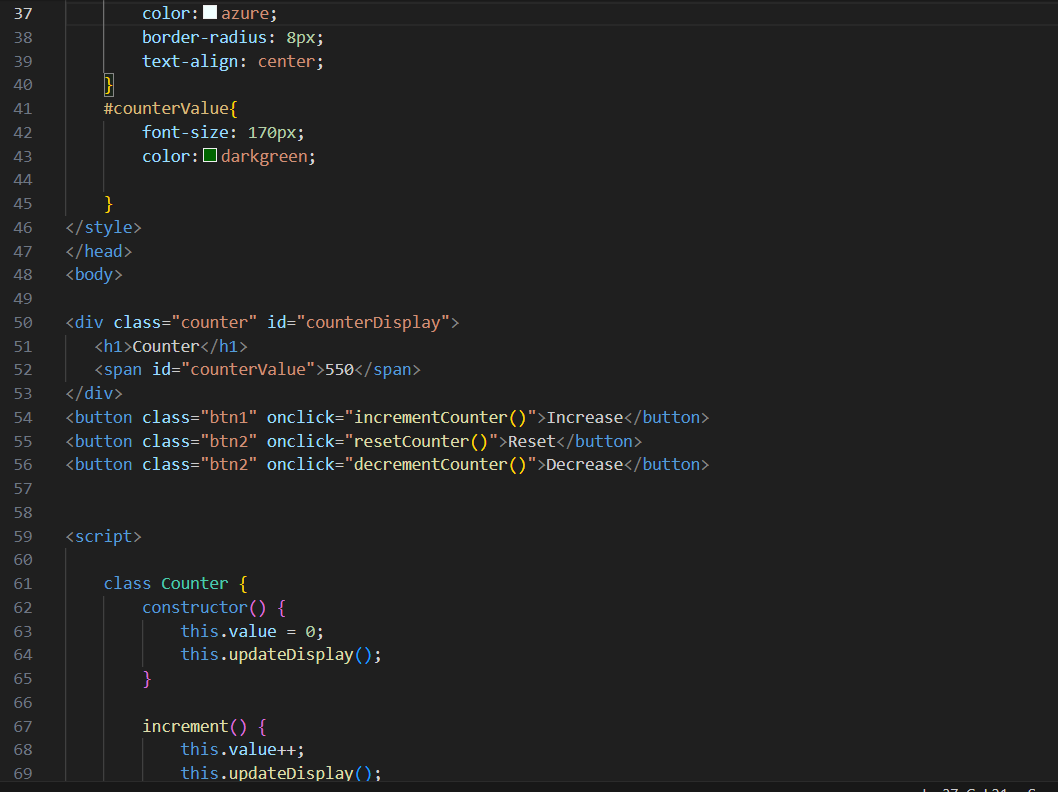 37 color: azure;
38 border-radius: 8px;
39 text-align: center;
40 }
41 #counterValue{
42 font-size: 170px;
43 color: darkgreen;
44
45 }
46 </style>
47 </head>
48 <body>
49
50 <div class="counter" id="counterDisplay">
51 <h1>Counter</h1>
52 <span id="counterValue">550</span>
53 </div>
54 <button class="btn1" onclick="incrementCounter()">Increase</button>
55 <button class="btn2" onclick="resetCounter()">Reset</button>
56 <button class="btn2" onclick="decrementCounter()">Decrease</button>
57
58
59 <script>
60
61 class Counter {
62 constructor() {
63 this.value = 0;
64 this.updateDisplay();
65 }
66
67 increment() {
68 this.value++;
69 this.updateDisplay();